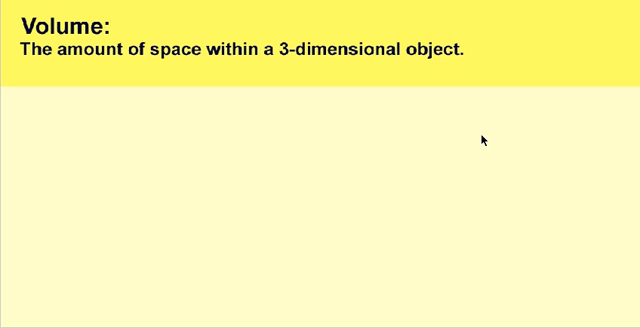 Volume:
The amount of space within a 3-dimensional object.